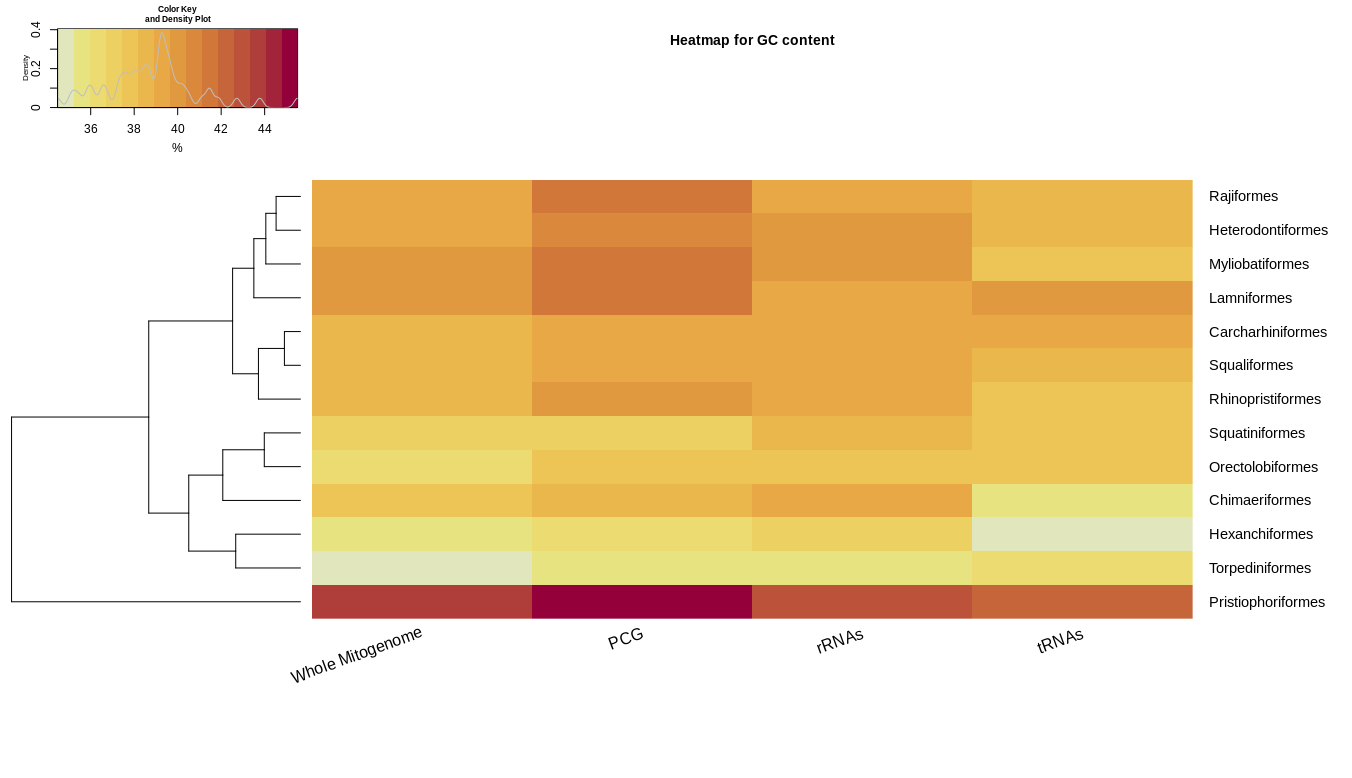 Color Key
and Density Plot
Density
0 0.2 0.4
36 38 40 42 44
%
Heatmap for GC content
Rajiformes
Heterodontiformes
Myliobatiformes
Lamniformes
Carcharhiniformes
Squaliformes
Rhinopristiformes
Squatiniformes
Orectolobiformes
Chimaeriformes
Hexanchiformes
Torpediniformes
Pristiophoriformes
Whole Mitogenome PCG rRNAs tRNAs